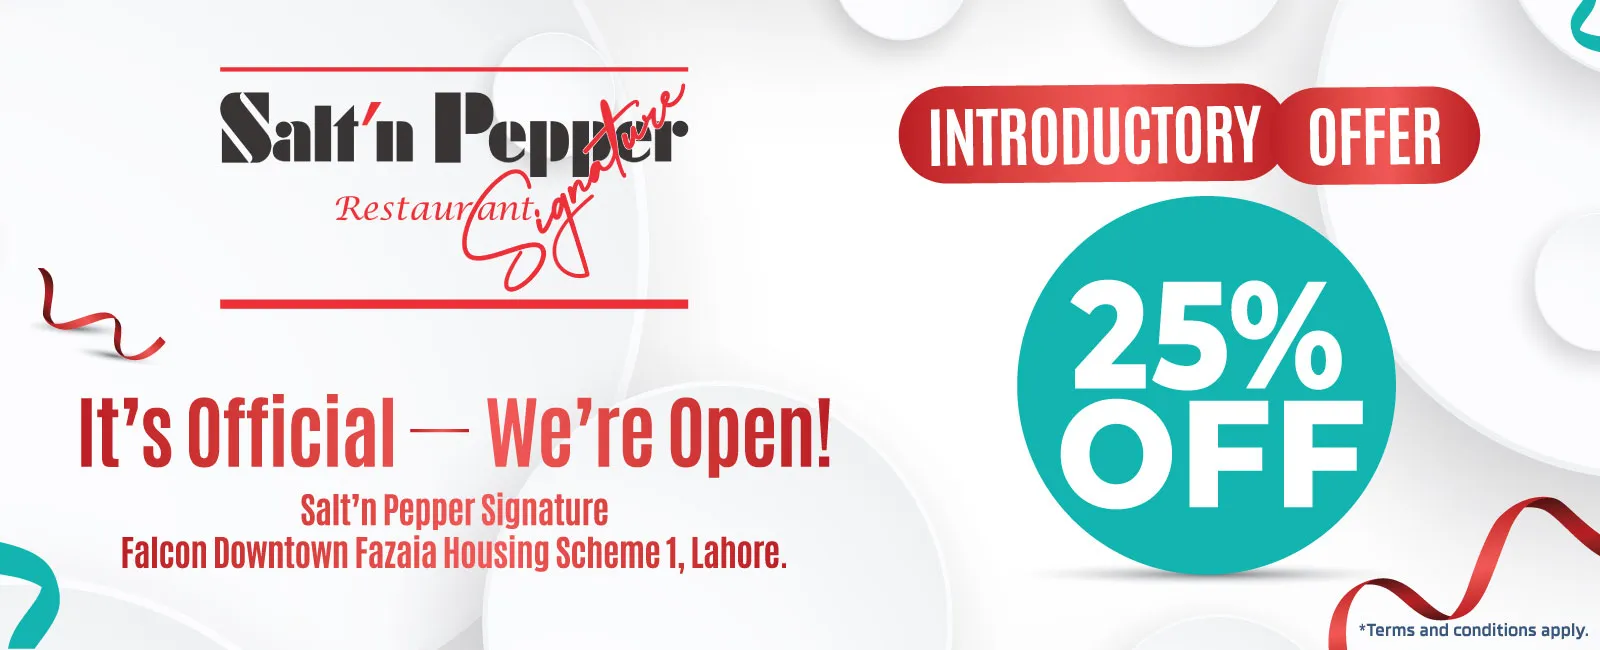 Salt'n Pepper
Restaurant Signature
It's Official — We're Open!
Salt'n Pepper Signature
Falcon Downtown Fazaia Housing Scheme 1, Lahore.
INTRODUCTORY OFFER
25%
OFF
*Terms and conditions apply.